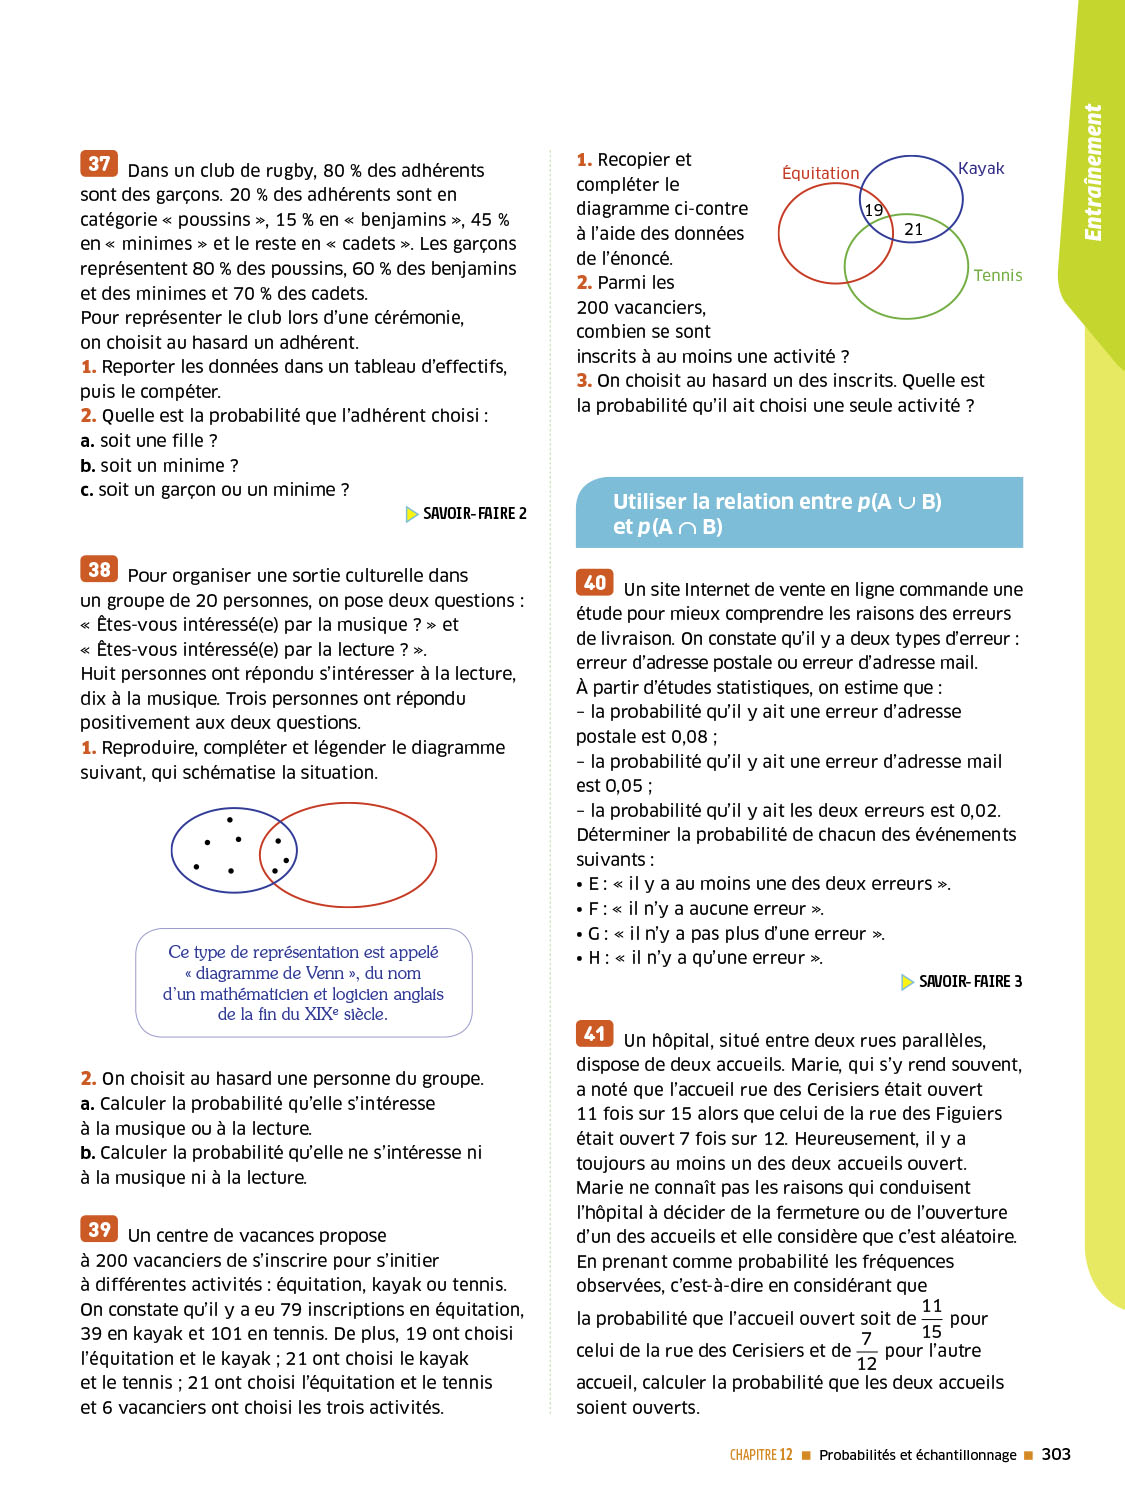 37 Dans un club de rugby, 80 % des adhérents
sont des garçons. 20 % des adhérents sont en
catégorie « poussins », 15 % en « benjamins », 45 %
en « minimes » et le reste en « cadets ». Les garçons
représentent 80 % des poussins, 60 % des benjamins
et des minimes et 70 % des cadets.
Pour représenter le club lors d’une cérémonie,
on choisit au hasard un adhérent.
1. Reporter les données dans un tableau d’effectifs,
puis le compéter.
2. Quelle est la probabilité que l’adhérent choisi :
a. soit une fille ?
b. soit un minime ?
c. soit un garçon ou un minime ?
SAVOIR-FAIRE 2
38 Pour organiser une sortie culturelle dans
un groupe de 20 personnes, on pose deux questions :
« Êtes-vous intéressé(e) par la musique ? » et
« Êtes-vous intéressé(e) par la lecture ? ».
Huit personnes ont répondu s’intéresser à la lecture,
dix à la musique. Trois personnes ont répondu
positivement aux deux questions.
1. Reproduire, compléter et légender le diagramme
suivant, qui schématise la situation.
Ce type de représentation est appelé
« diagramme de Venn », du nom
d’un mathématicien et logicien anglais
de la fin du XIXe siècle.
2. On choisit au hasard une personne du groupe.
a. Calculer la probabilité qu’elle s’intéresse
à la musique ou à la lecture.
b. Calculer la probabilité qu’elle ne s’intéresse ni
à la musique ni à la lecture.
39 Un centre de vacances propose
à 200 vacanciers de s’inscrire pour s’initier
à différentes activités : équitation, kayak ou tennis.
On constate qu’il y a eu 79 inscriptions en équitation,
39 en kayak et 101 en tennis. De plus, 19 ont choisi
l’équitation et le kayak ; 21 ont choisi le kayak
et le tennis ; 21 ont choisi l’équitation et le tennis
et 6 vacanciers ont choisi les trois activités.
1. Recopier et
compléter le
diagramme ci-contre
à l’aide des données
de l’énoncé.
2. Parmi les
200 vacanciers,
combien se sont
inscrits à au moins une activité ?
3. On choisit au hasard un des inscrits. Quelle est
la probabilité qu’il ait choisi une seule activité ?
Équitation
Kayak
19
21
Tennis
Utiliser la relation entre p(A ∪ B)
et p(A ∩ B)
40 Un site Internet de vente en ligne commande une
étude pour mieux comprendre les raisons des erreurs
de livraison. On constate qu’il y a deux types d’erreur :
erreur d’adresse postale ou erreur d’adresse mail.
À partir d’études statistiques, on estime que :
– la probabilité qu’il y ait une erreur d’adresse
postale est 0,08 ;
– la probabilité qu’il y ait une erreur d’adresse mail
est 0,05 ;
– la probabilité qu’il y ait les deux erreurs est 0,02.
Déterminer la probabilité de chacun des événements
suivants :
• E : « il y a au moins une des deux erreurs ».
• F : « il n’y a aucune erreur ».
• G : « il n’y a pas plus d’une erreur ».
• H : « il n’y a qu’une erreur ».
SAVOIR-FAIRE 3
41 Un hôpital, situé entre deux rues parallèles,
dispose de deux accueils. Marie, qui s’y rend souvent,
a noté que l’accueil rue des Cerisiers était ouvert
11 fois sur 15 alors que celui de la rue des Figuiers
était ouvert 7 fois sur 12. Heureusement, il y a
toujours au moins un des deux accueils ouvert.
Marie ne connaît pas les raisons qui conduisent
l’hôpital à décider de la fermeture ou de l’ouverture
d’un des accueils et elle considère que c’est aléatoire.
En prenant comme probabilité les fréquences
observées, c’est-à-dire en considérant que
la probabilité que l’accueil ouvert soit de 11/15 pour
celui de la rue des Cerisiers et de 7/12 pour l’autre
accueil, calculer la probabilité que les deux accueils
soient ouverts.
Entraînement
CHAPITRE 12 ■ Probabilités et échantillonnage ■ 303